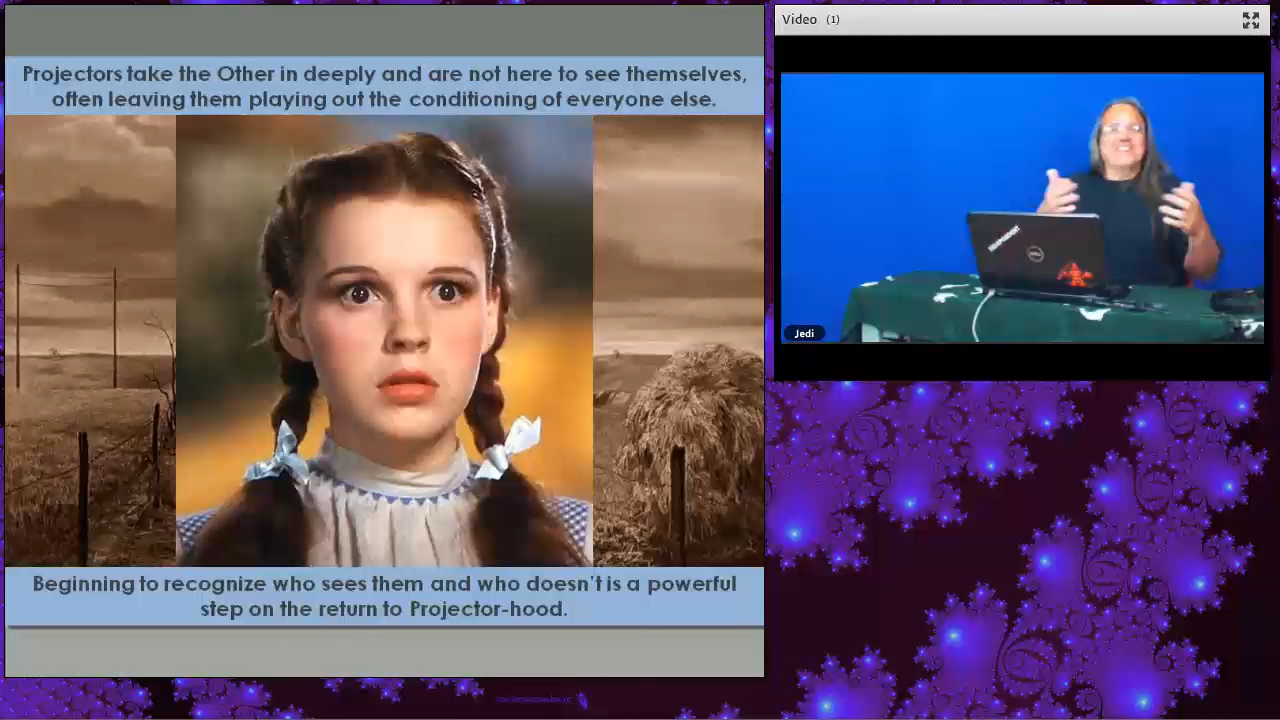 Projectors take the Other in deeply and are not here to see themselves,
often leaving them playing out the conditioning of everyone else.
Beginning to recognize who sees them and who doesn't is a powerful
step on the return to Projector-hood.
Video (1)
DELL
Jedi